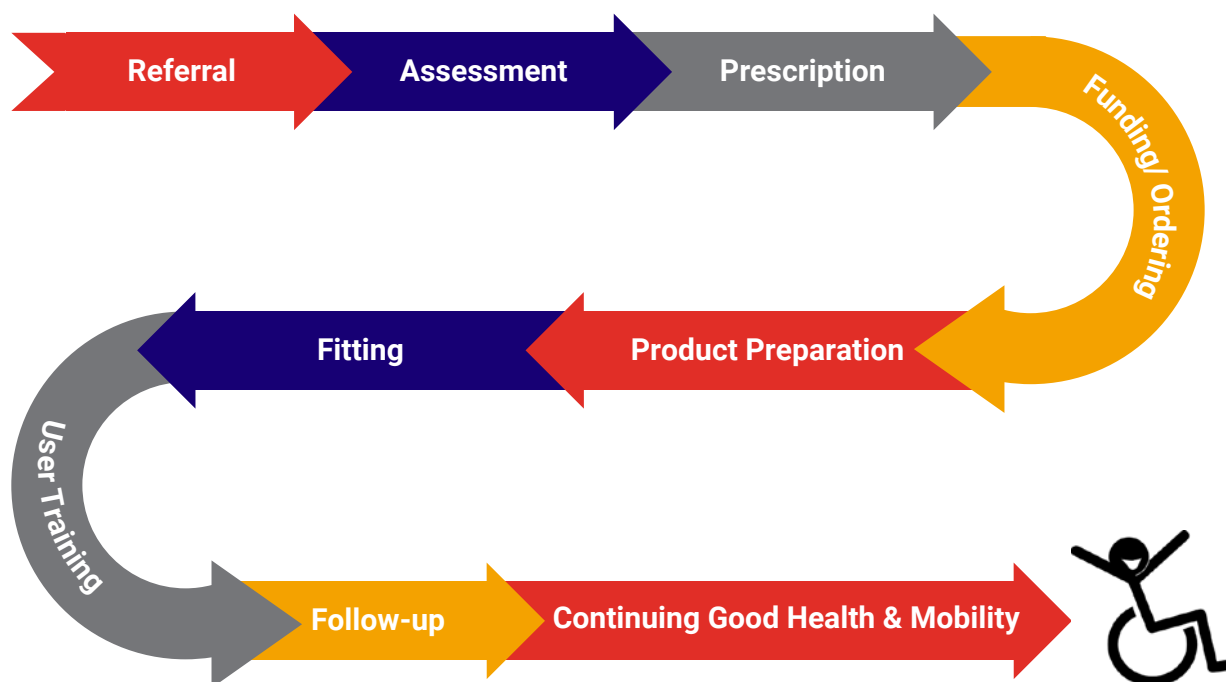 Referral
Assessment
Prescription
Funding/ Ordering
Product Preparation
Fitting
User Training
Follow-up
Continuing Good Health & Mobility